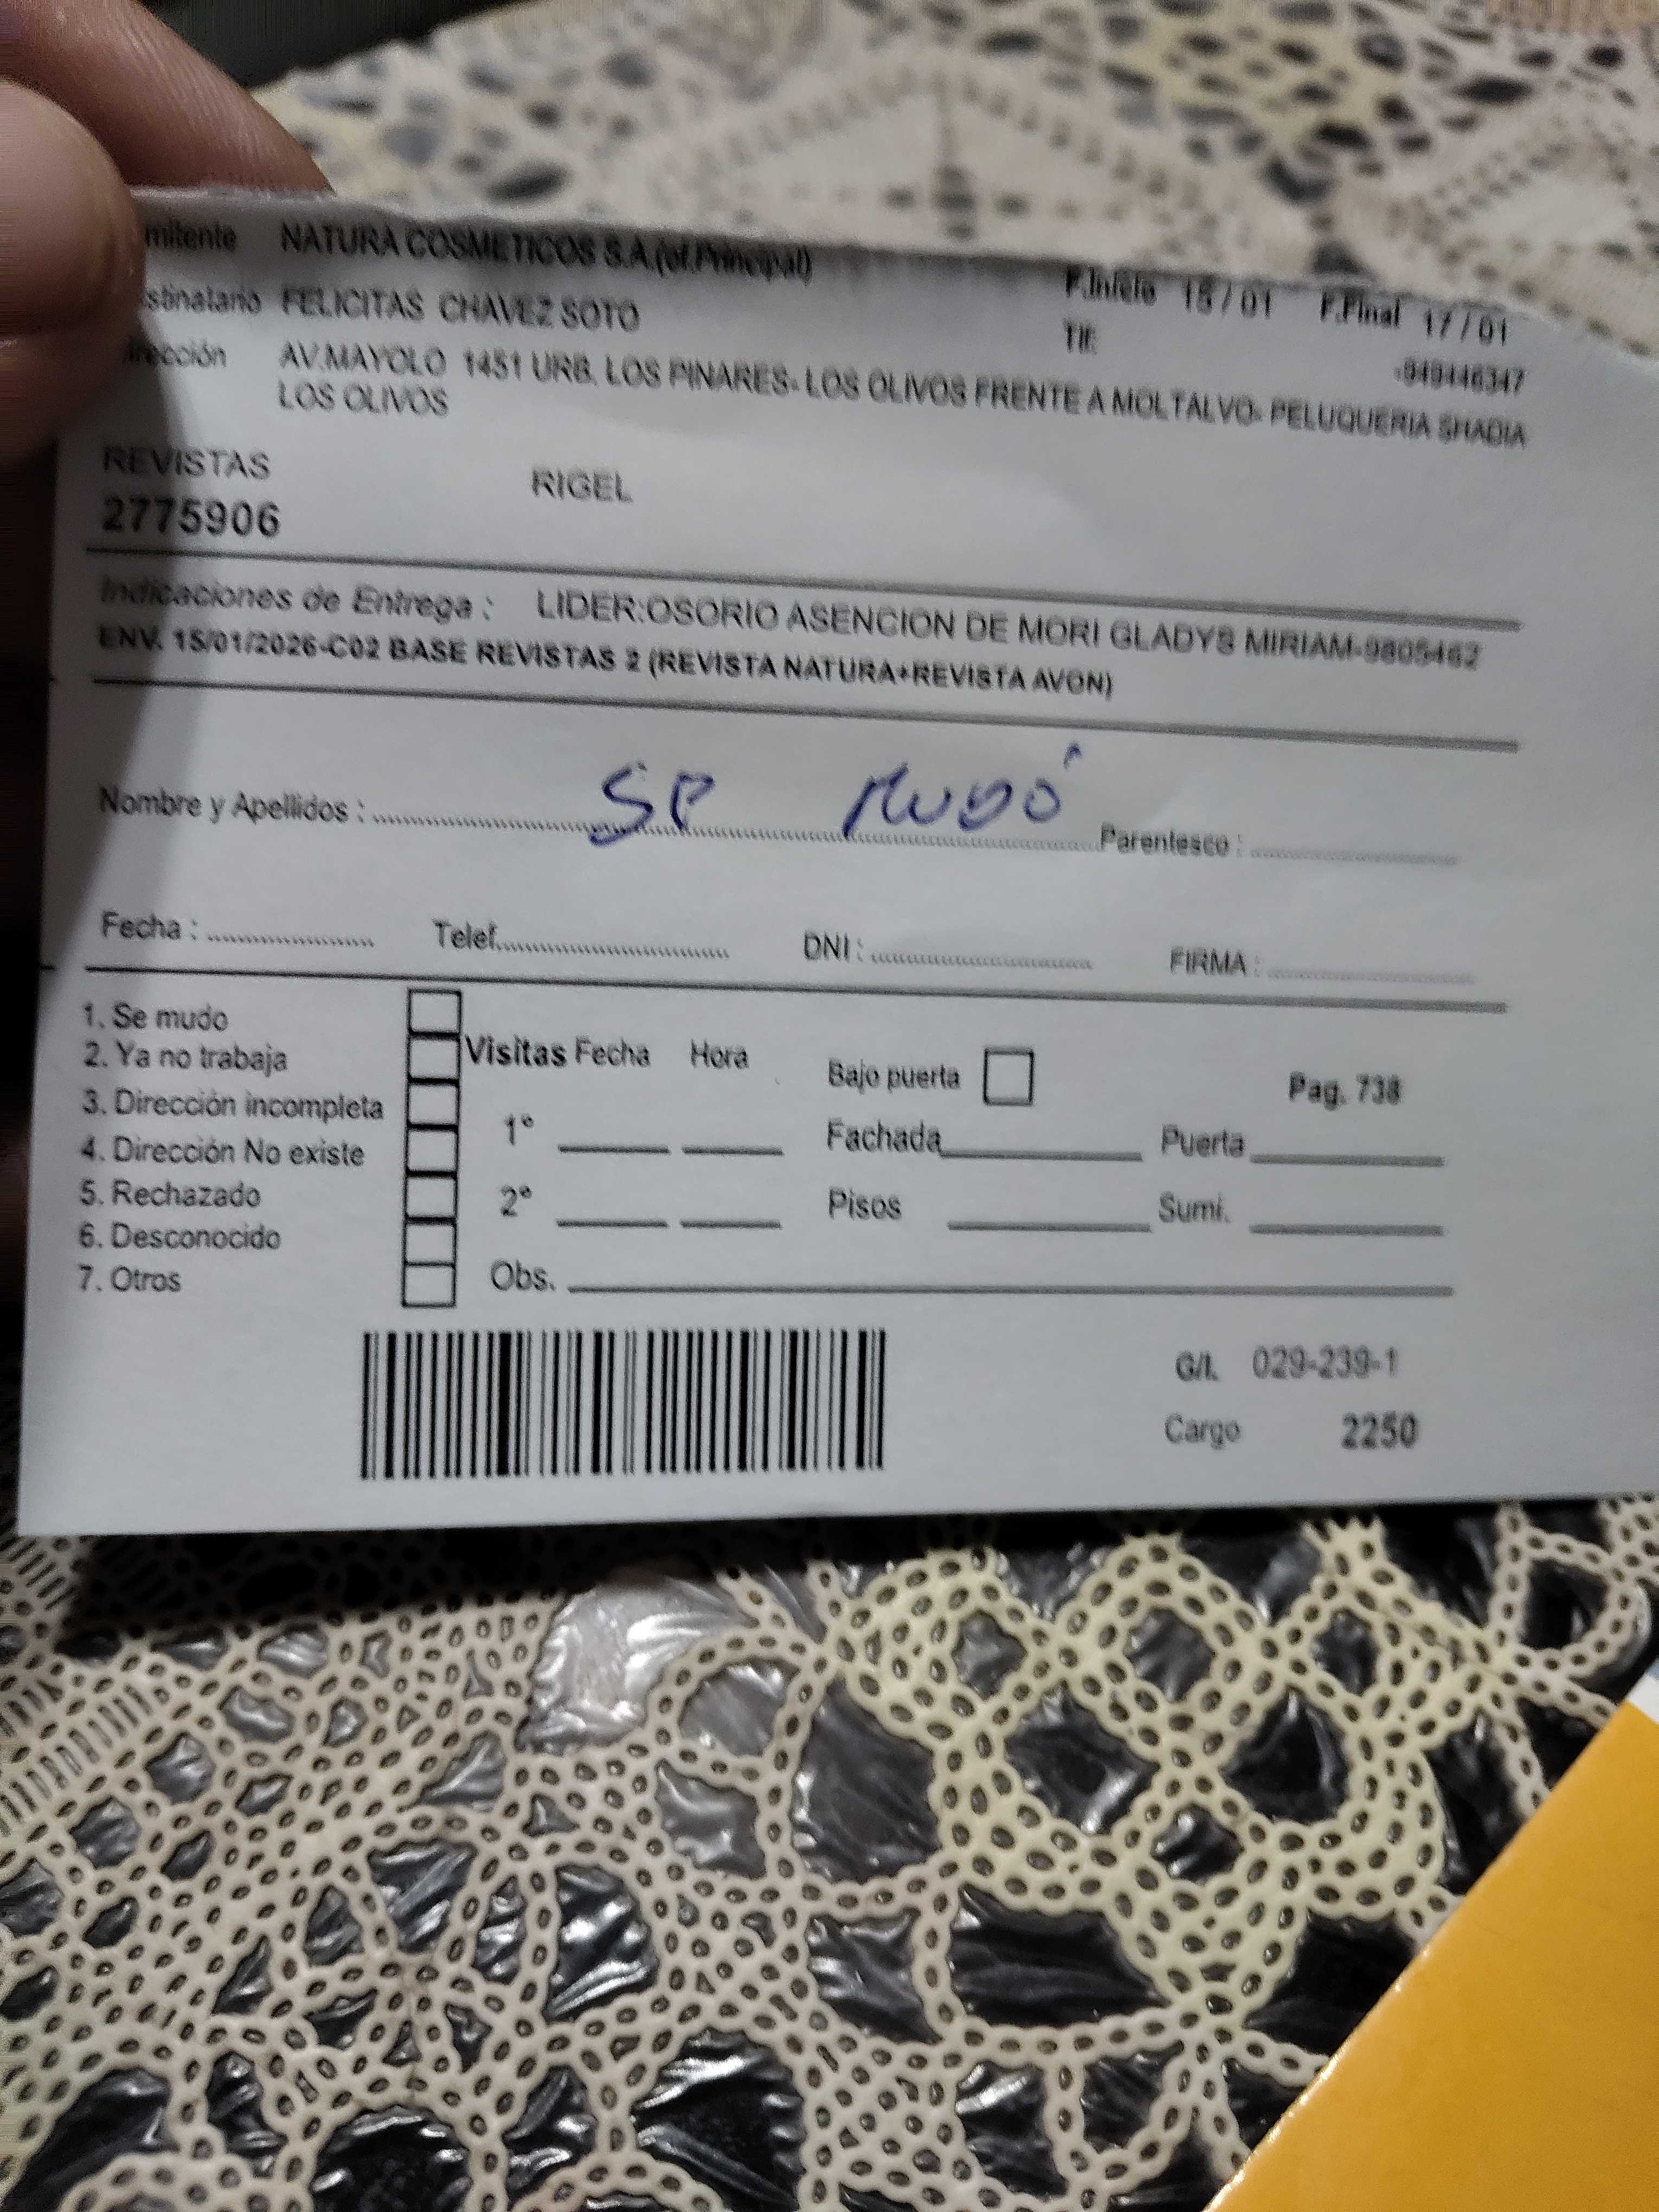 mitente NATURA COSMETICOS S.A.(of.Principal)
F.Inicio 15 / 01 F.Final 17 / 01
stinatario FELICITAS CHAVEZ SOTO
Tlf: -949446347
rección AV.MAYOLO 1451 URB. LOS PINARES- LOS OLIVOS FRENTE A MOLTALVO- PELUQUERIA SHADIA
LOS OLIVOS
REVISTAS RIGEL
2775906
Indicaciones de Entrega : LIDER:OSORIO ASENCION DE MORI GLADYS MIRIAM-9805462
ENV. 15/01/2026-C02 BASE REVISTAS 2 (REVISTA NATURA+REVISTA AVON)
Nombre y Apellidos : SE MUDÓ Parentesco :
Fecha : Telef. DNI : FIRMA :
1. Se mudo
2. Ya no trabaja
3. Dirección incompleta
4. Dirección No existe
5. Rechazado
6. Desconocido
7. Otros
Visitas Fecha Hora
1°
2°
Obs.
Bajo puerta Pag. 738
Fachada Puerta
Pisos Sumi.
G/I. 029-239-1
Cargo 2250